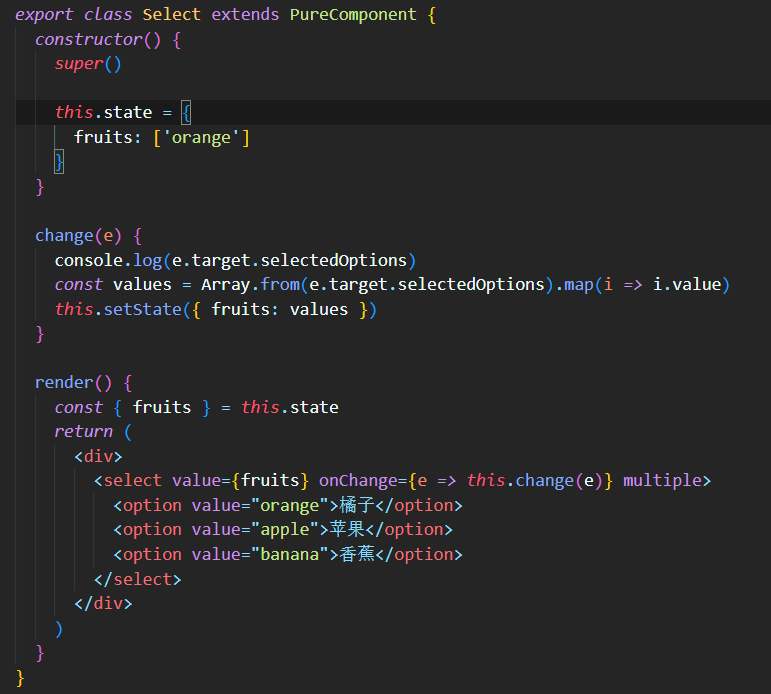 export class Select extends PureComponent {
constructor() {
super()
this.state = {
fruits: ['orange']
}
}
change(e) {
console.log(e.target.selectedOptions)
const values = Array.from(e.target.selectedOptions).map(i => i.value)
this.setState({ fruits: values })
}
render() {
const { fruits } = this.state
return (
<div>
<select value={fruits} onChange={e => this.change(e)} multiple>
<option value="orange">橘子</option>
<option value="apple">苹果</option>
<option value="banana">香蕉</option>
</select>
</div>
)
}
}